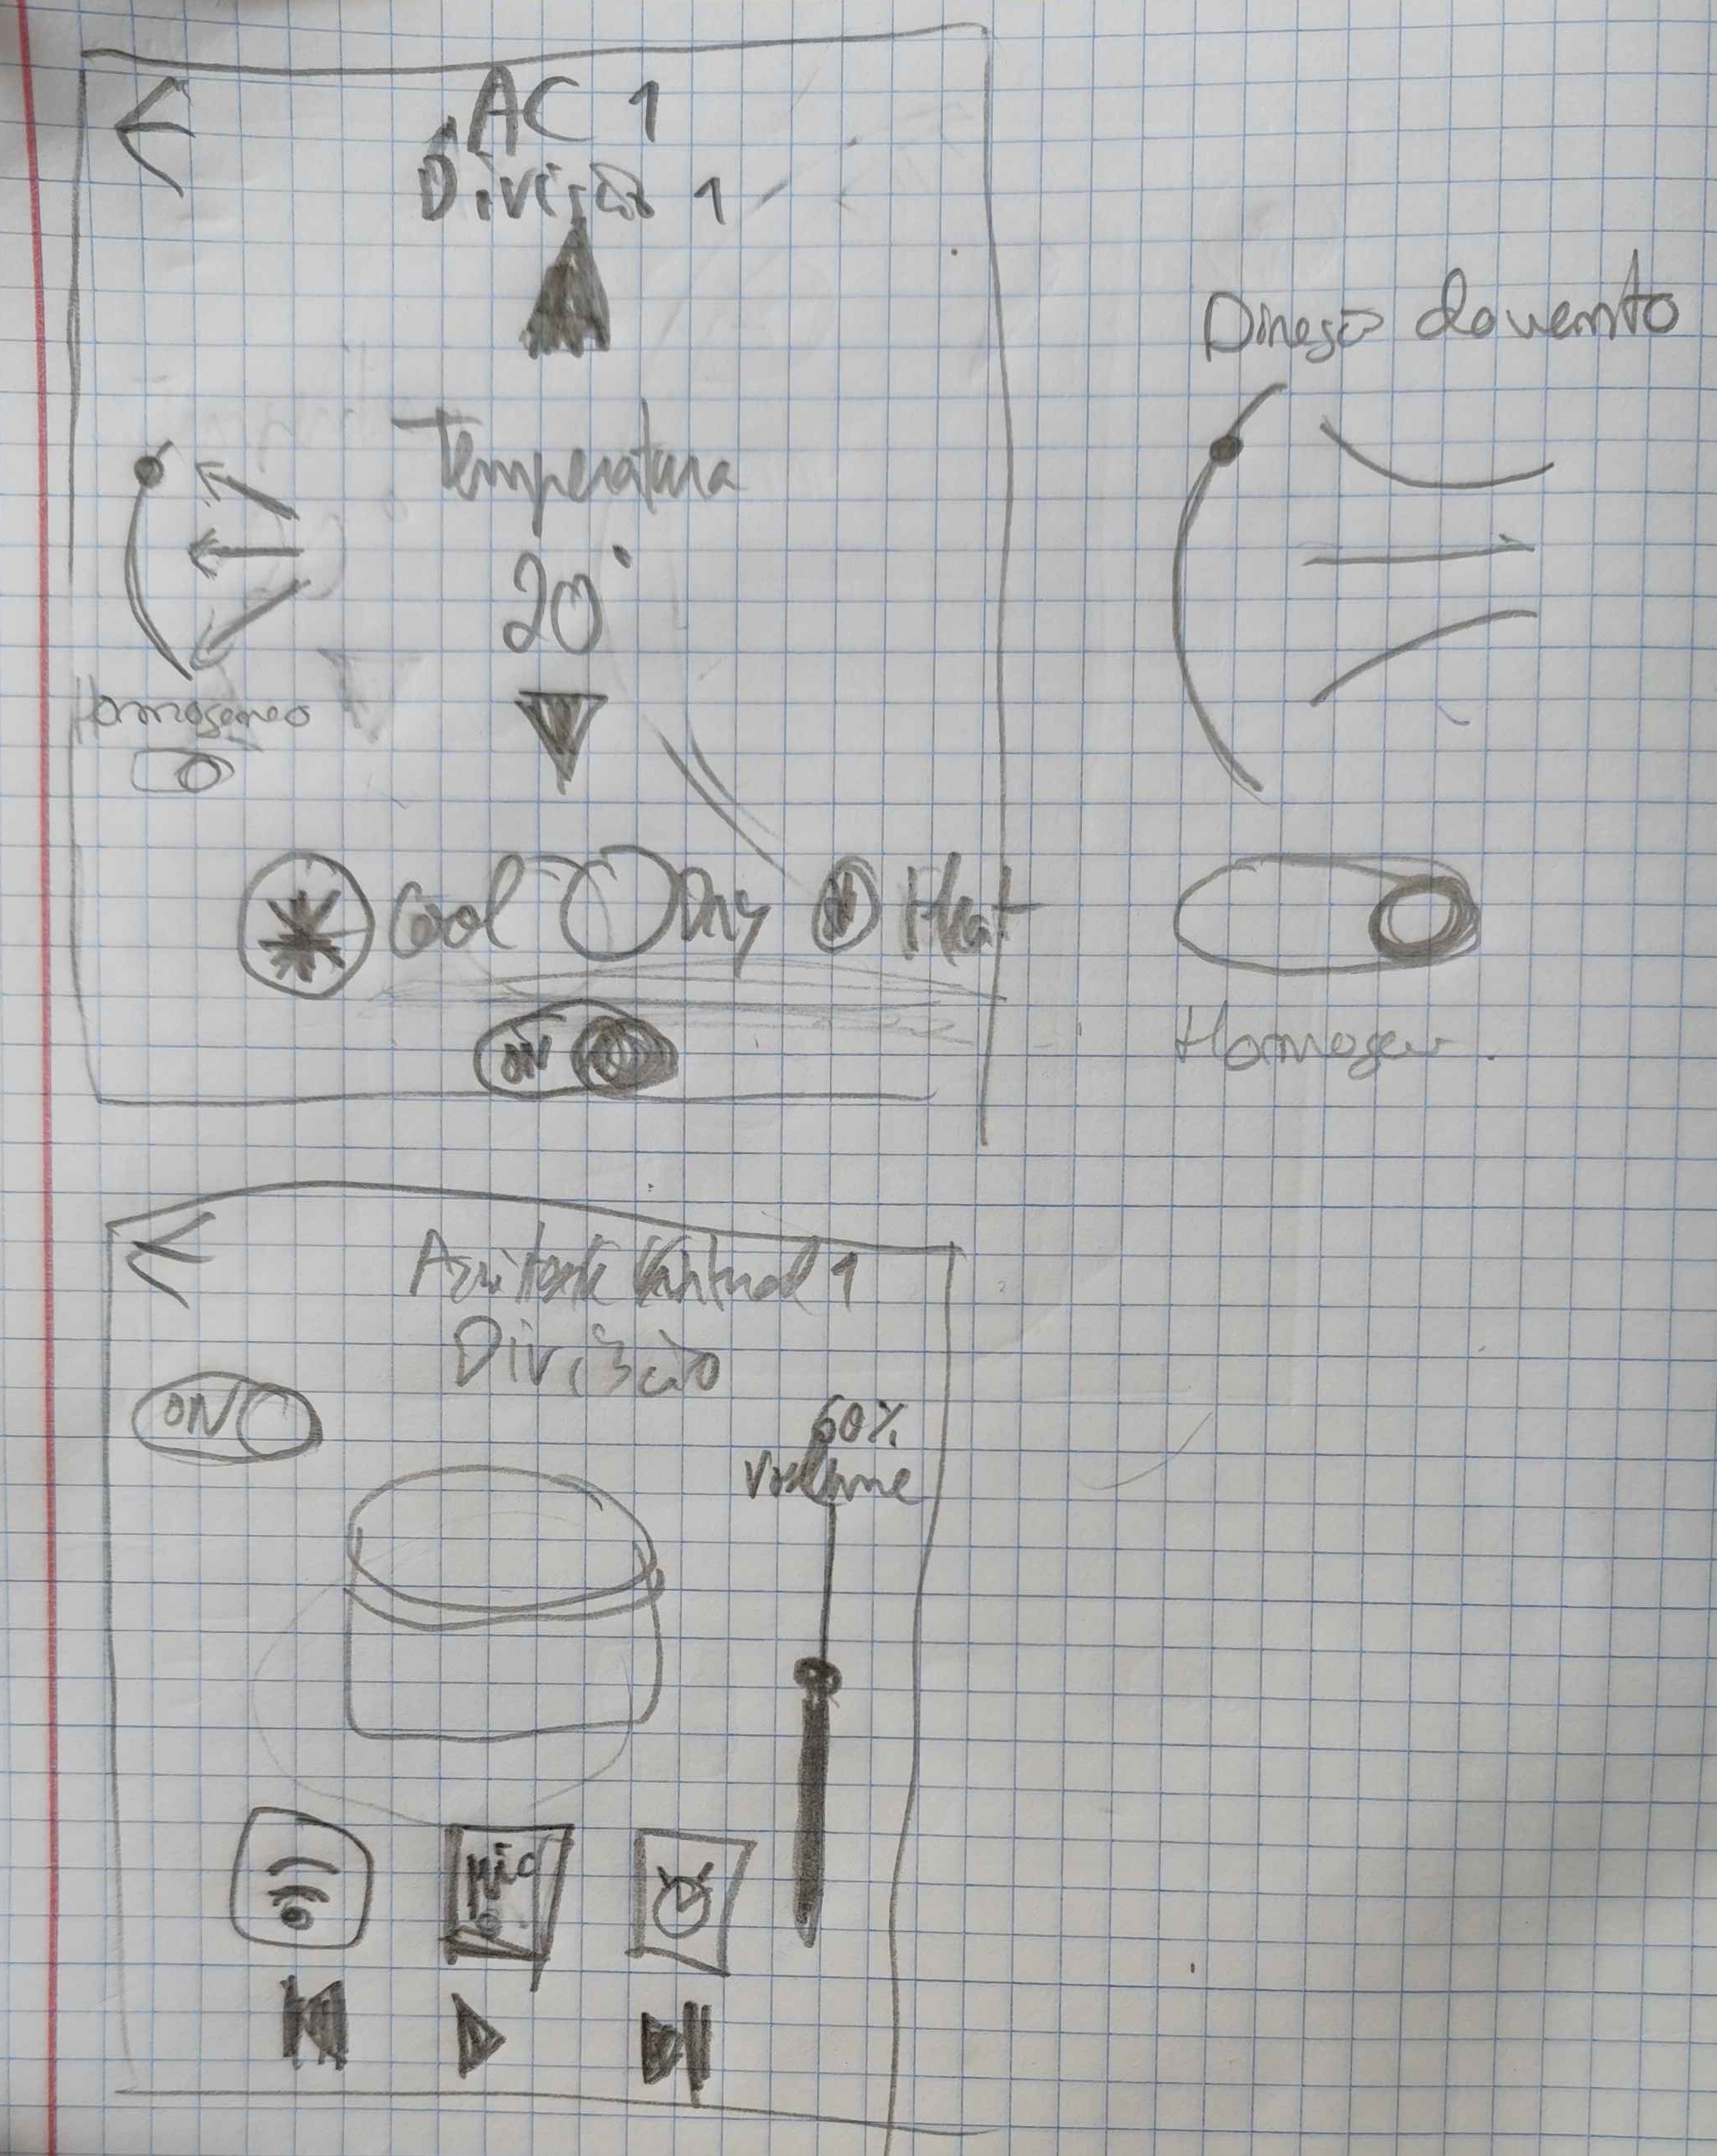 AC 1
Divisão 1
Direção do vento
Temperatura
20°
Homogeneo
Cool Dry Heat
ON
Homogen.
Assistente Virtual 1
Divisão
ON
60%
Volume
Mic